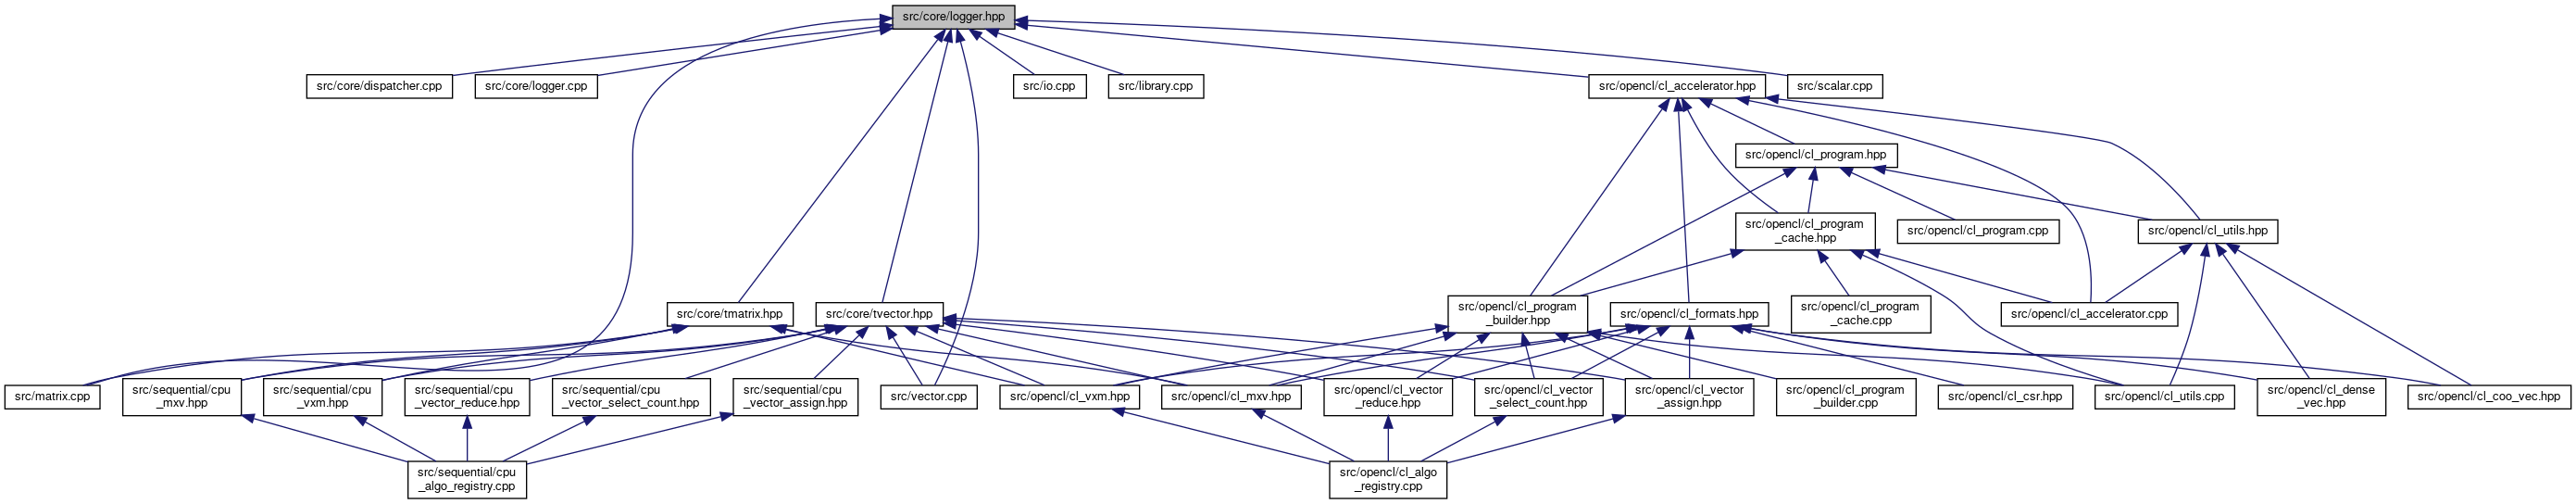 src/core/logger.hpp
src/core/dispatcher.cpp
src/core/logger.cpp
src/io.cpp
src/library.cpp
src/opencl/cl_accelerator.hpp
src/scalar.cpp
src/opencl/cl_program.hpp
src/opencl/cl_program
_cache.hpp
src/opencl/cl_program.cpp
src/opencl/cl_utils.hpp
src/core/tmatrix.hpp
src/core/tvector.hpp
src/opencl/cl_program
_builder.hpp
src/opencl/cl_formats.hpp
src/opencl/cl_program
_cache.cpp
src/opencl/cl_accelerator.cpp
src/matrix.cpp
src/sequential/cpu
_mxv.hpp
src/sequential/cpu
_vxm.hpp
src/sequential/cpu
_vector_reduce.hpp
src/sequential/cpu
_vector_select_count.hpp
src/sequential/cpu
_vector_assign.hpp
src/vector.cpp
src/opencl/cl_vxm.hpp
src/opencl/cl_mxv.hpp
src/opencl/cl_vector
_reduce.hpp
src/opencl/cl_vector
_select_count.hpp
src/opencl/cl_vector
_assign.hpp
src/opencl/cl_program
_builder.cpp
src/opencl/cl_csr.hpp
src/opencl/cl_utils.cpp
src/opencl/cl_dense
_vec.hpp
src/opencl/cl_coo_vec.hpp
src/sequential/cpu
_algo_registry.cpp
src/opencl/cl_algo
_registry.cpp